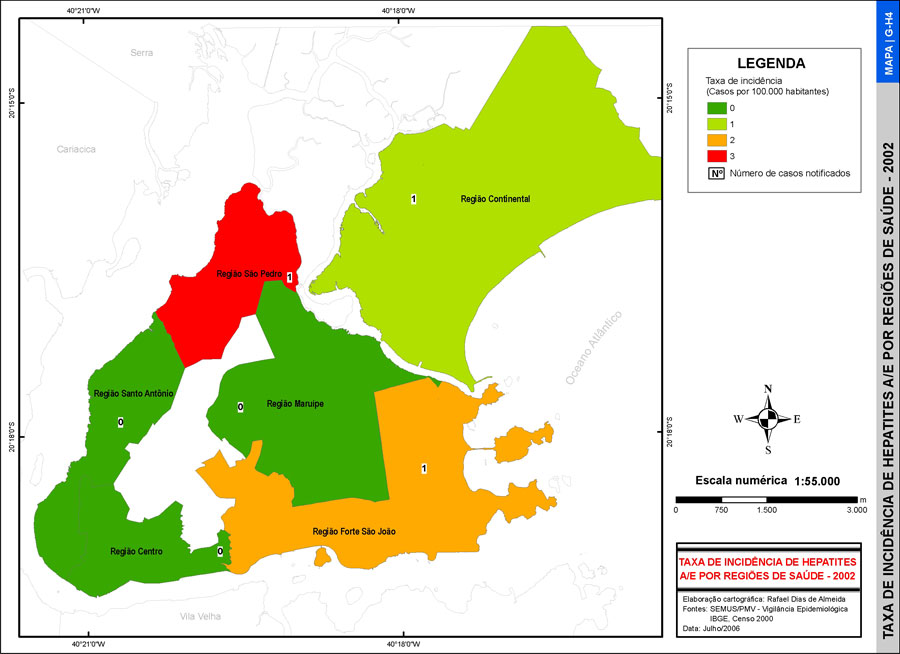 40°21'0"W
40°18'0"W
Serra
Cariacica
20°15'0"S
20°15'0"S
Região Continental
1
Região São Pedro
1
Oceano Atlântico
Região Santo Antônio
0
Região Maruípe
0
20°18'0"S
20°18'0"S
1
Região Forte São João
Região Centro
0
Vila Velha
40°21'0"W
40°18'0"W
LEGENDA
Taxa de incidência
(Casos por 100.000 habitantes)
0
1
2
3
Nº Número de casos notificados
N
W E
S
Escala numérica 1:55.000
m
0 750 1.500 3.000
TAXA DE INCIDÊNCIA DE HEPATITES
A/E POR REGIÕES DE SAÚDE - 2002
Elaboração cartográfica: Rafael Dias de Almeida
Fontes: SEMUS/PMV - Vigilância Epidemiológica
IBGE, Censo 2000
Data: Julho/2006
MAPA | G-H4
TAXA DE INCIDÊNCIA DE HEPATITES A/E POR REGIÕES DE SAÚDE - 2002